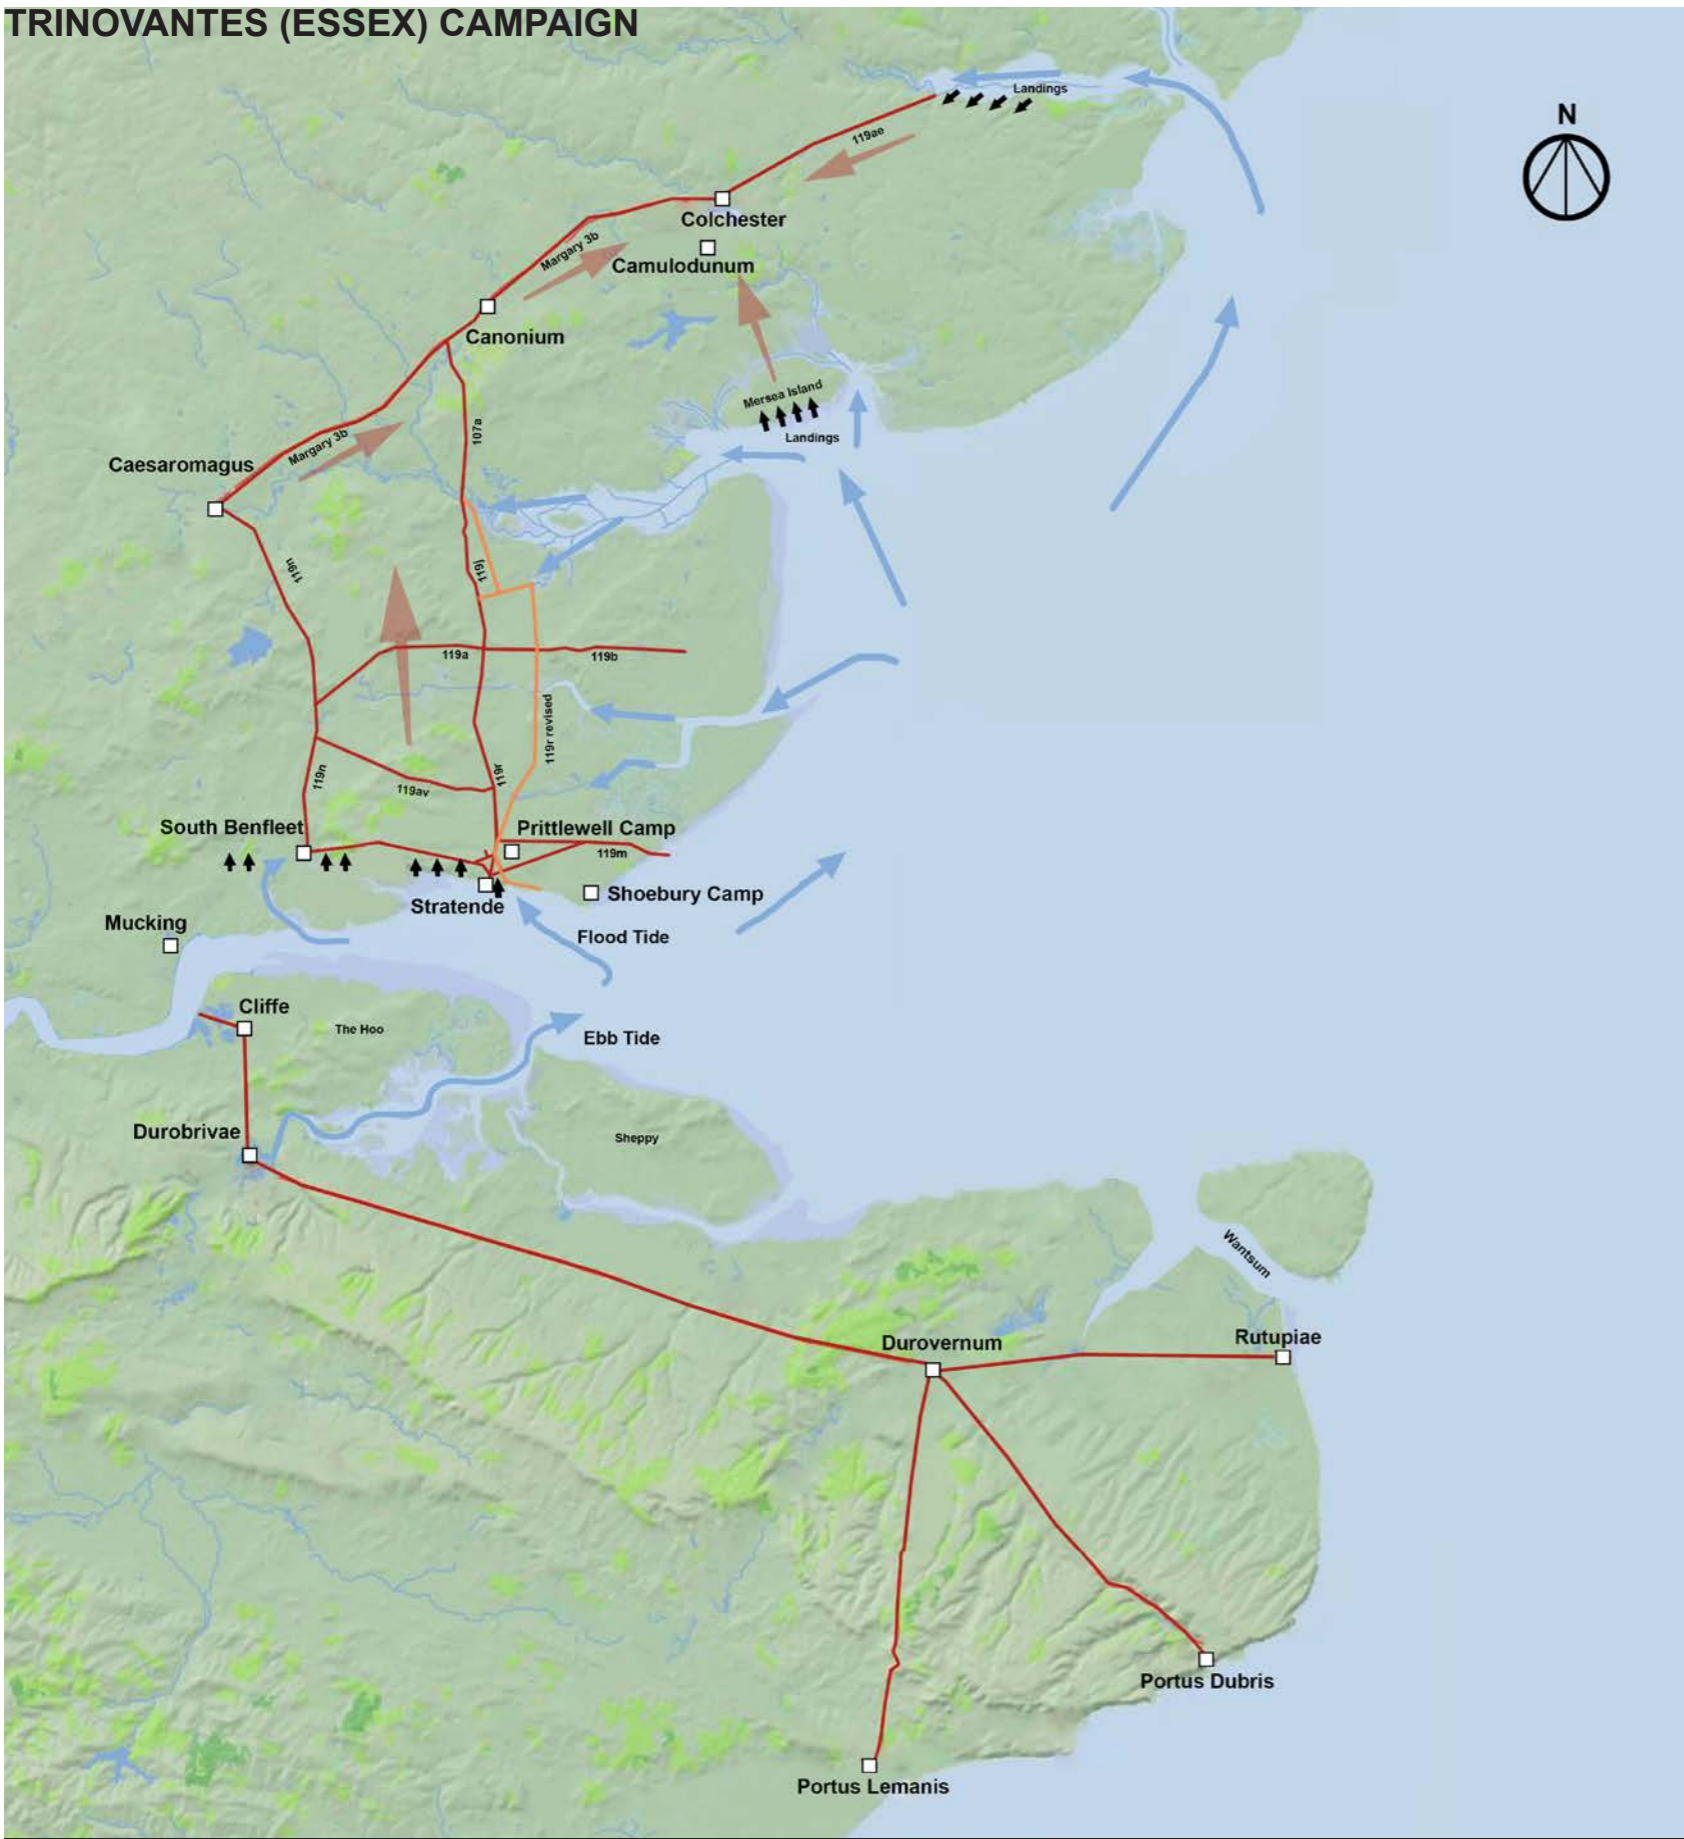 TRINOVANTES (ESSEX) CAMPAIGN
Landings
N
119ae
Colchester
Margary 3b
Camulodunum
Canonium
Mersea Island
107a
Landings
Margary 3b
Caesaromagus
119n
119j
119a
119b
119r revised
119n
119av
119r
South Benfleet
Prittlewell Camp
119m
Shoebury Camp
Stratende
Mucking
Flood Tide
Cliffe
The Hoo
Ebb Tide
Durobrivae
Sheppy
Wantsum
Durovernum
Rutupiae
Portus Dubris
Portus Lemanis